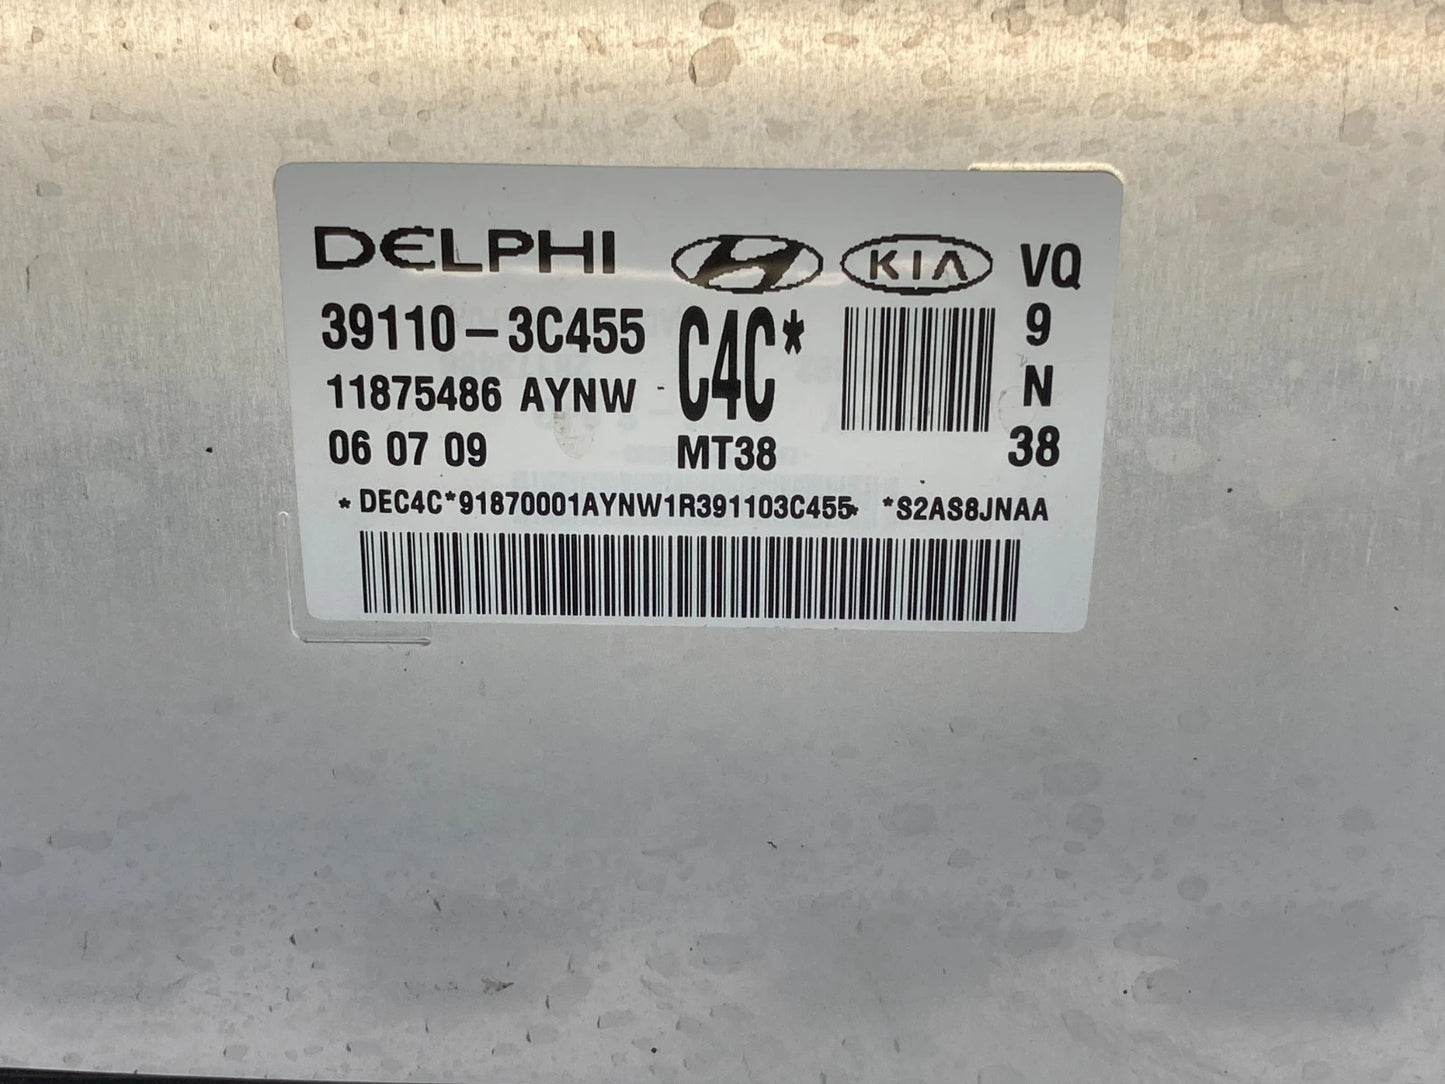 DELPHI KIA VQ
39110-3C455 C4C* 9
11875486 AYNW - N
06 07 09 MT38 38
*DEC4C*91870001AYNW1R391103C455* *S2AS8JNAA